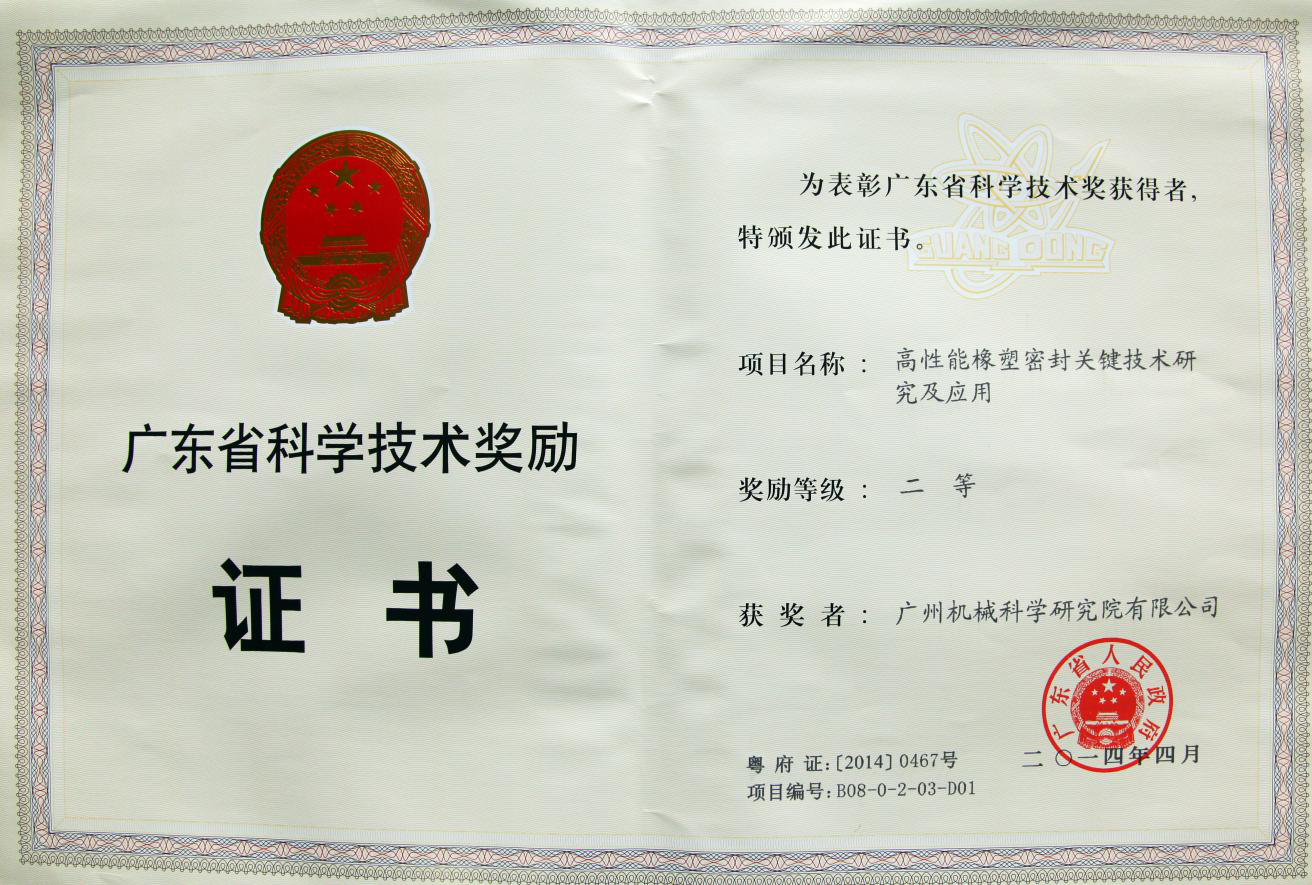 广东省科学技术奖励
证 书
GUANG DONG
为表彰广东省科学技术奖获得者,
特颁发此证书。
项目名称：高性能橡塑密封关键技术研
究及应用
奖励等级：二 等
获 奖 者：广州机械科学研究院有限公司
广东省人民政府
二〇一四年四月
粤 府 证:〔2014〕0467号
项目编号:B08-0-2-03-D01